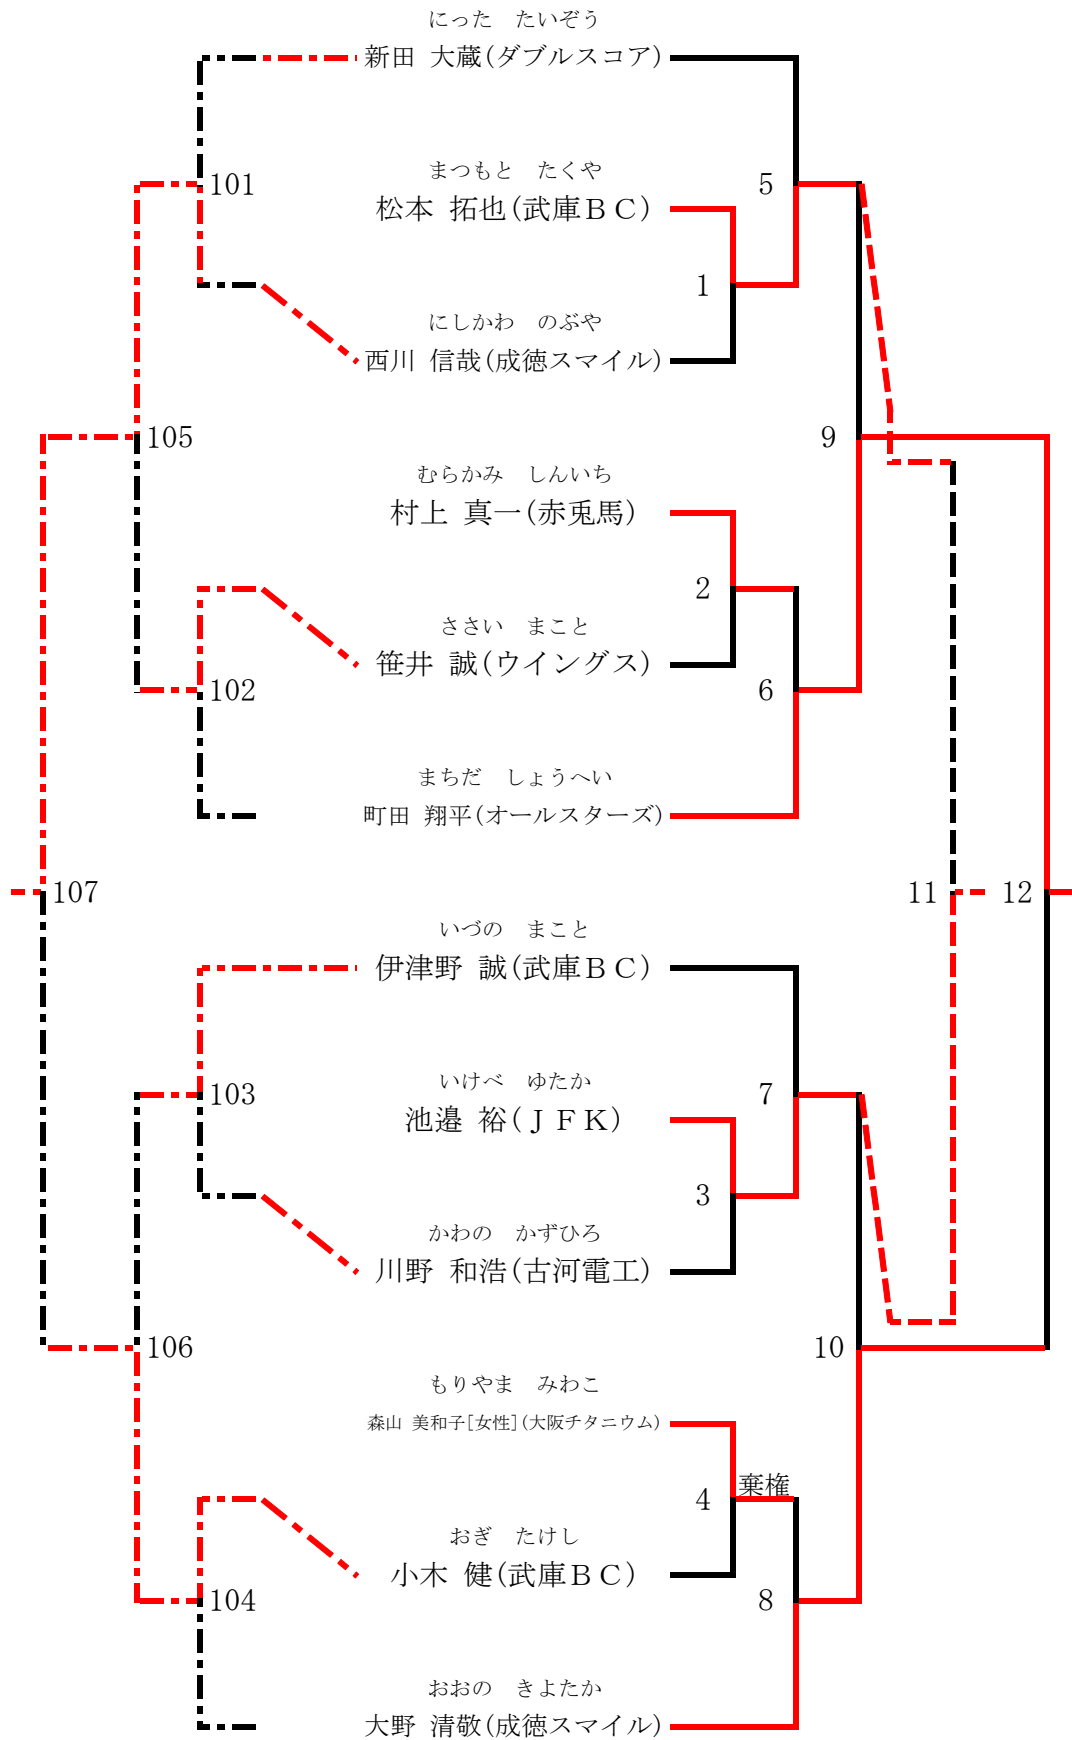 にった　たいぞう
新田 大蔵(ダブルスコア)
101
まつもと　たくや
5
松本 拓也(武庫ＢＣ)
1
にしかわ　のぶや
西川 信哉(成徳スマイル)
105
9
むらかみ　しんいち
村上 真一(赤兎馬)
2
ささい　まこと
笹井 誠(ウイングス)
102
6
まちだ　しょうへい
町田 翔平(オールスターズ)
107
11
12
いづの　まこと
伊津野 誠(武庫ＢＣ)
103
いけべ　ゆたか
7
池邉 裕(ＪＦＫ)
3
かわの　かずひろ
川野 和浩(古河電工)
106
10
もりやま　みわこ
森山 美和子[女性](大阪チタニウム)
棄権
4
おぎ　たけし
小木 健(武庫ＢＣ)
104
8
おおの　きよたか
大野 清敬(成徳スマイル)